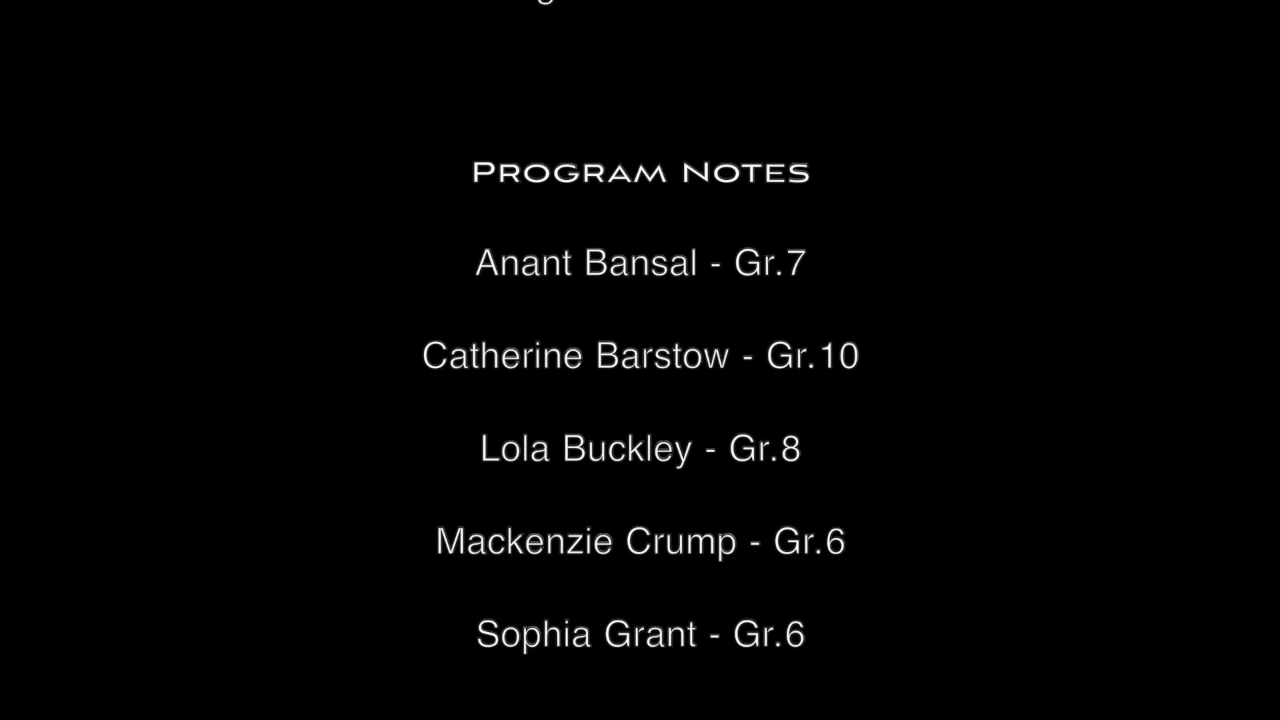 Program Notes
Anant Bansal - Gr.7
Catherine Barstow - Gr.10
Lola Buckley - Gr.8
Mackenzie Crump - Gr.6
Sophia Grant - Gr.6